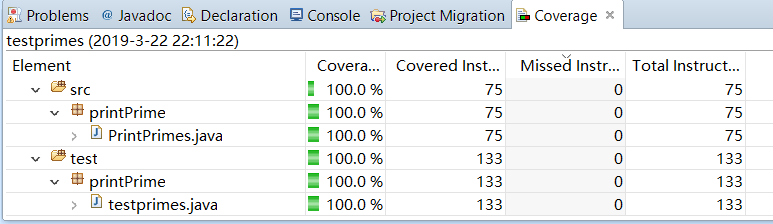 Problems @ Javadoc Declaration Console Project Migration Coverage
testprimes (2019-3-22 22:11:22)
Element Covera... Covered Inst... Missed Instr... Total Instruct...
src 100.0 % 75 0 75
printPrime 100.0 % 75 0 75
PrintPrimes.java 100.0 % 75 0 75
test 100.0 % 133 0 133
printPrime 100.0 % 133 0 133
testprimes.java 100.0 % 133 0 133